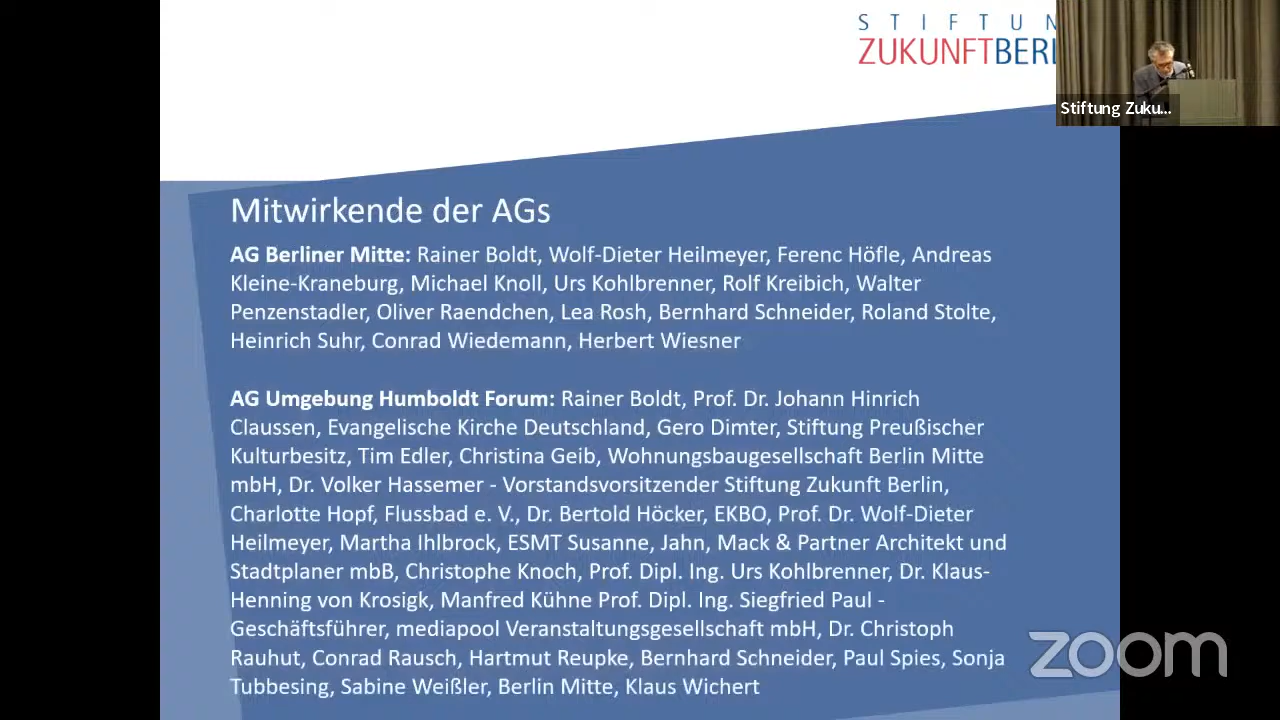 STIFTUN
ZUKUNFTBERL
Stiftung Zuku...
Mitwirkende der AGs
AG Berliner Mitte: Rainer Boldt, Wolf-Dieter Heilmeyer, Ferenc Höfle, Andreas
Kleine-Kraneburg, Michael Knoll, Urs Kohlbrenner, Rolf Kreibich, Walter
Penzenstadler, Oliver Raendchen, Lea Rosh, Bernhard Schneider, Roland Stolte,
Heinrich Suhr, Conrad Wiedemann, Herbert Wiesner
AG Umgebung Humboldt Forum: Rainer Boldt, Prof. Dr. Johann Hinrich
Claussen, Evangelische Kirche Deutschland, Gero Dimter, Stiftung Preußischer
Kulturbesitz, Tim Edler, Christina Geib, Wohnungsbaugesellschaft Berlin Mitte
mbH, Dr. Volker Hassemer - Vorstandsvorsitzender Stiftung Zukunft Berlin,
Charlotte Hopf, Flussbad e. V., Dr. Bertold Höcker, EKBO, Prof. Dr. Wolf-Dieter
Heilmeyer, Martha Ihlbrock, ESMT Susanne, Jahn, Mack & Partner Architekt und
Stadtplaner mbB, Christophe Knoch, Prof. Dipl. Ing. Urs Kohlbrenner, Dr. Klaus-
Henning von Krosigk, Manfred Kühne Prof. Dipl. Ing. Siegfried Paul -
Geschäftsführer, mediapool Veranstaltungsgesellschaft mbH, Dr. Christoph
Rauhut, Conrad Rausch, Hartmut Reupke, Bernhard Schneider, Paul Spies, Sonja
Tubbesing, Sabine Weißler, Berlin Mitte, Klaus Wichert
zoom